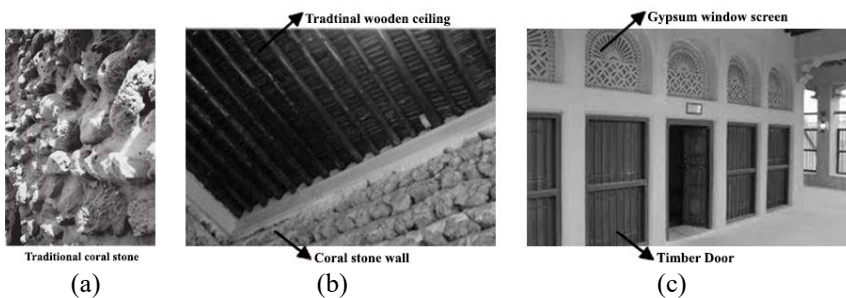 Tradtinal wooden ceiling
Gypsum window screen
Traditional coral stone
Coral stone wall
Timber Door
(a)
(b)
(c)